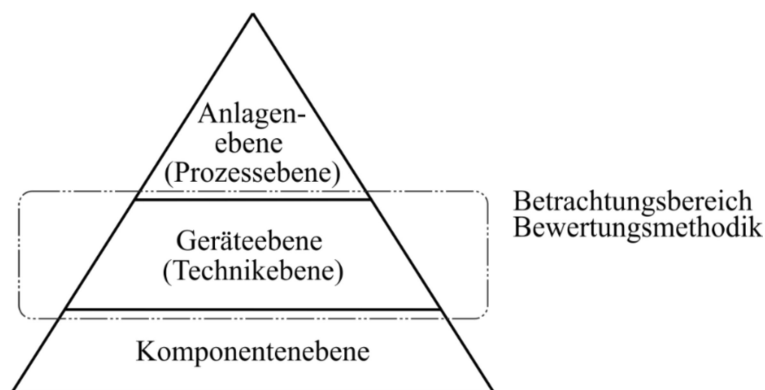 Anlagen-
ebene
(Prozessebene)
Betrachtungsbereich
Bewertungsmethodik
Geräteebene
(Technikebene)
Komponentenebene